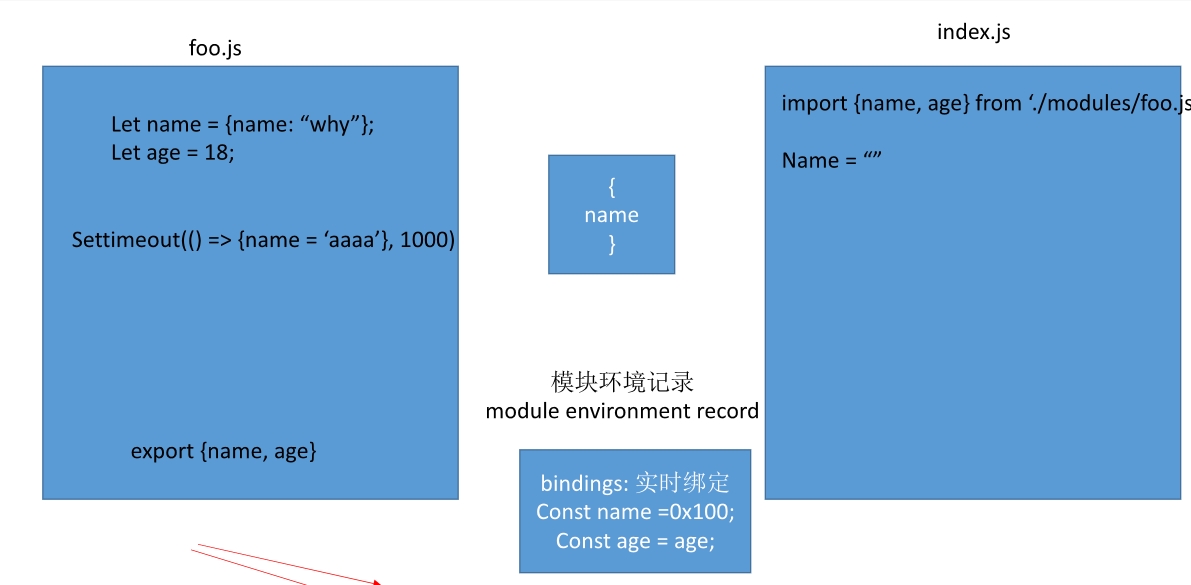 foo.js
Let name = {name: “why”};
Let age = 18;
Settimeout(() => {name = ‘aaaa’}, 1000)
export {name, age}
{
name
}
模块环境记录
module environment record
bindings: 实时绑定
Const name =0x100;
Const age = age;
index.js
import {name, age} from ‘./modules/foo.js
Name = “”